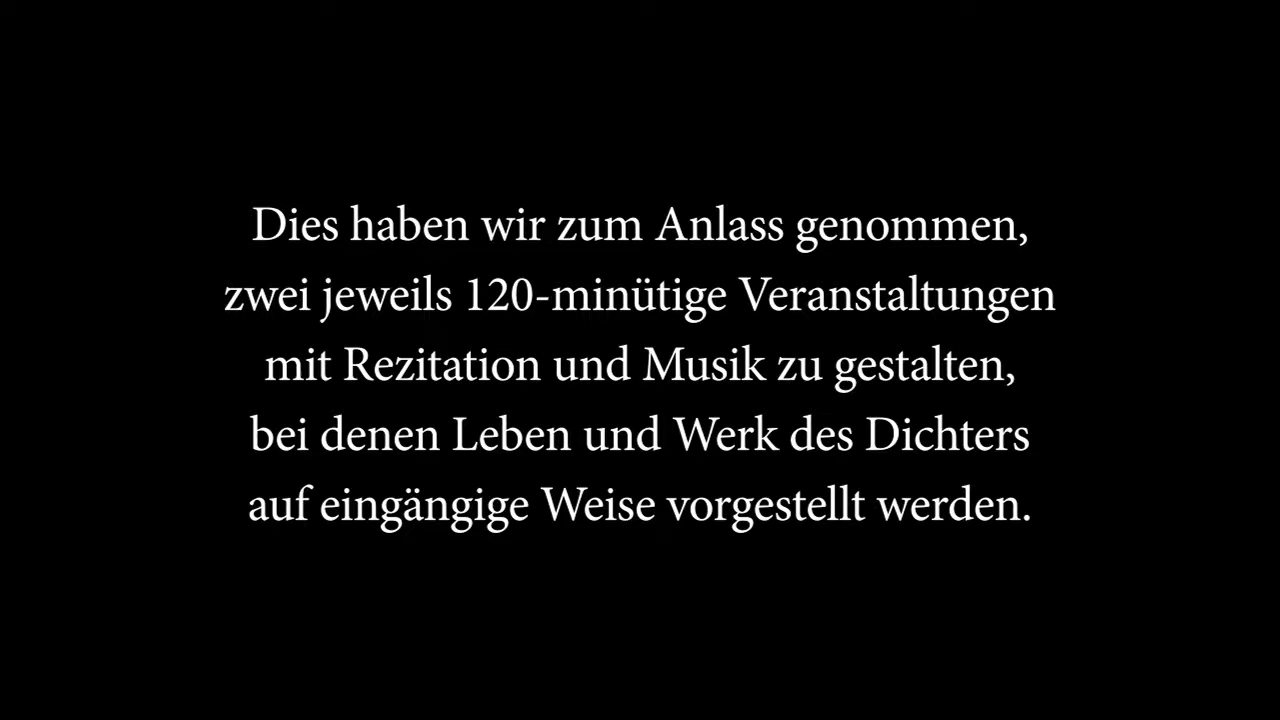 Dies haben wir zum Anlass genommen,
zwei jeweils 120-minütige Veranstaltungen
mit Rezitation und Musik zu gestalten,
bei denen Leben und Werk des Dichters
auf eingängige Weise vorgestellt werden.